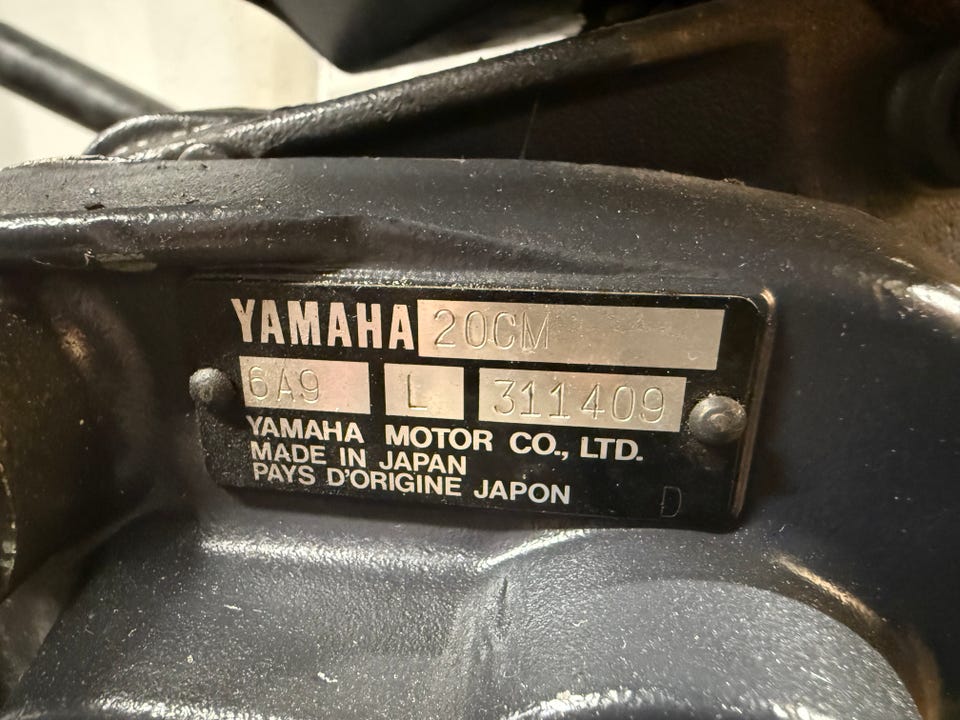 YAMAHA 20CM
6A9 L 311409
YAMAHA MOTOR CO., LTD.
MADE IN JAPAN
PAYS D'ORIGINE JAPON D